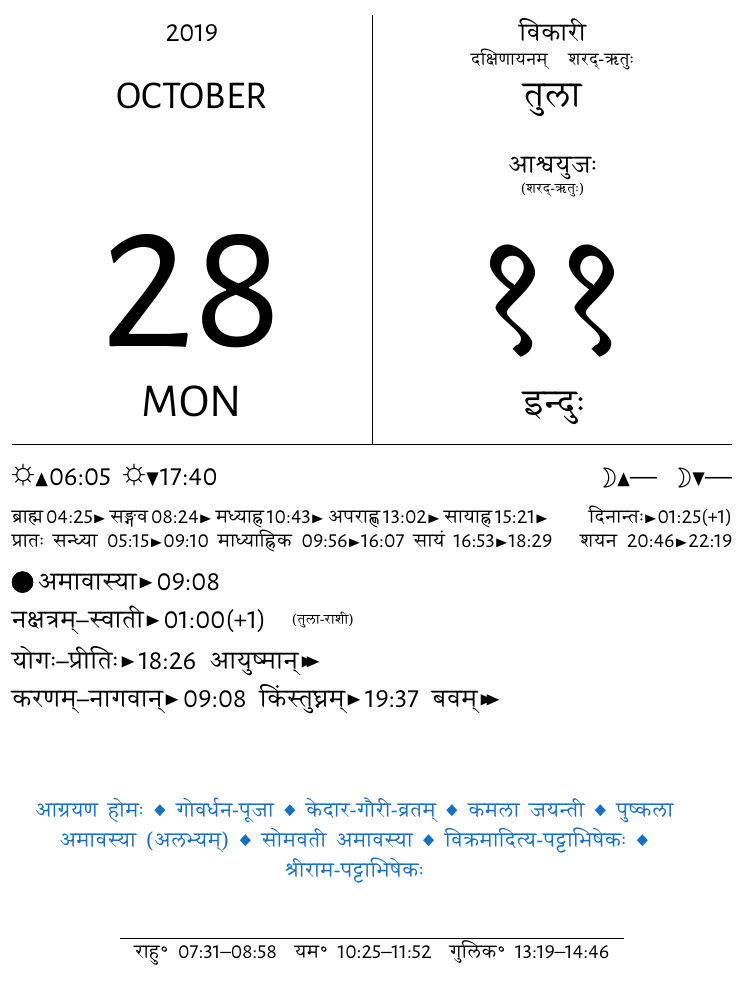 2019
OCTOBER
28
MON
विकारी
दक्षिणायनम् शरद्-ऋतुः
तुला
आश्वयुजः
(शरद्-ऋतुः)
११
इन्दुः
☼▲06:05 ☼▼17:40 ☽▲— ☽▼—
ब्राह्म 04:25► सङ्गव 08:24► मध्याह्न 10:43► अपराह्ण 13:02► सायाह्न 15:21► दिनान्तः►01:25(+1)
प्रातः सन्ध्या 05:15►09:10 माध्याह्निक 09:56►16:07 सायं 16:53►18:29 शयन 20:46►22:19
●अमावास्या► 09:08
नक्षत्रम्–स्वाती► 01:00(+1) (तुला-राशी)
योगः–प्रीतिः►18:26 आयुष्मान्►►
करणम्–नागवान्► 09:08 किंस्तुघ्नम्►19:37 बवम्►►
आग्रयण होमः ◆ गोवर्धन-पूजा ◆ केदार-गौरी-व्रतम् ◆ कमला जयन्ती ◆ पुष्कला
अमावस्या (अलभ्यम्) ◆ सोमवती अमावस्या ◆ विक्रमादित्य-पट्टाभिषेकः ◆
श्रीराम-पट्टाभिषेकः
राहु॰ 07:31–08:58 यम॰ 10:25–11:52 गुलिक॰ 13:19–14:46